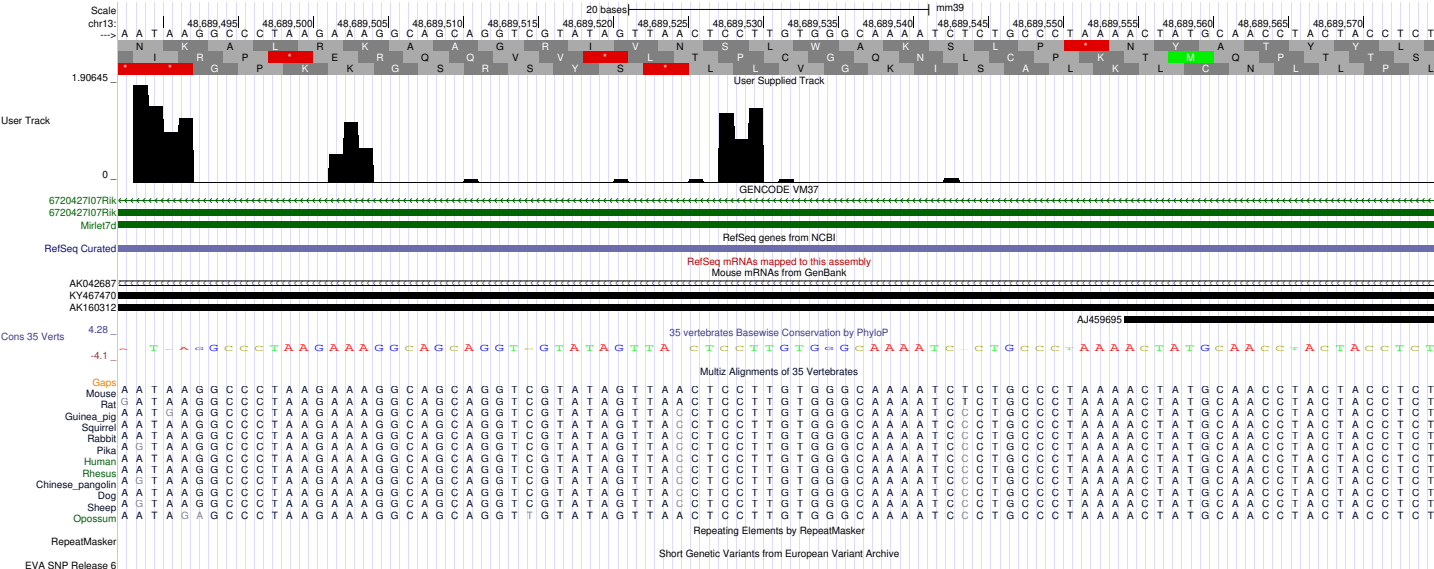 Scale 20 bases mm39
chr13: 48,689,495 48,689,500 48,689,505 48,689,510 48,689,515 48,689,520 48,689,525 48,689,530 48,689,535 48,689,540 48,689,545 48,689,550 48,689,555 48,689,560 48,689,565 48,689,570
---> A A T A A G G C C C T A A G A A A G G C A G C A G G T C G T A T A G T T A A C T C C T T G T G G G C A A A A T C T C T G C C C T A A A A C T A T G C A A C C T A C T A C C T C T
N K A L R K A A G R I V N S L W A K S L P * N Y A T Y Y L
I R P * E R Q Q V V * L T P C G Q N L C P K T M Q P T T S
* * G P K K G S R S Y S * L L V G K I S A L K L C N L L P L
1.90645 _ User Supplied Track
User Track
0 _
GENCODE VM37
6720427I07Rik
6720427I07Rik
Mirlet7d
RefSeq genes from NCBI
RefSeq Curated
RefSeq mRNAs mapped to this assembly
Mouse mRNAs from GenBank
AK042687
KY467470
AK160312
AJ459695
4.28 _ 35 vertebrates Basewise Conservation by PhyloP
Cons 35 Verts
T A G G C C C T A A G A A A G G C A G C A G G T G T A T A G T T A C T C C T T G T G G G C A A A A T C C T G C C C T A A A A C T A T G C A A C C T A C T A C C T C T
-4.1 _
Multiz Alignments of 35 Vertebrates
Gaps
Mouse A A T A A G G C C C T A A G A A A G G C A G C A G G T C G T A T A G T T A A C T C C T T G T G G G C A A A A T C T C T G C C C T A A A A C T A T G C A A C C T A C T A C C T C T
Rat G A T A A G G C C C T A A G A A A G G C A G C A G G T C G T A T A G T T A A C T C C T T G T G G G C A A A A T C T C T G C C C T A A A A C T A T G C A A C C T A C T A C C T C T
Guinea_pig A A T G A G G C C C T A A G A A A G G C A G C A G G T C G T A T A G T T A C C T C C T T G T G G G C A A A A T C C C T G C C C T A A A A C T A T G C A A C C T A C T A C C T C T
Squirrel A A T A A G G C C C T A A G A A A G G C A G C A G G T C G T A T A G T T A C C T C C T T G T G G G C A A A A T C C C T G C C C T A A A A C T A T G C A A C C T A C T A C C T C T
Rabbit A A T A A G G C C C T A A G A A A G G C A G C A G G T C G T A T A G T T A C C T C C T T G T G G G C A A A A T C C C T G C C C T A A A A C T A T G C A A C C T A C T A C C T C T
Pika A G T A A G G C C C T A A G A A A G G C A G C A G G T C G T A T A G T T A C C T C C T T G T G G G C A A A A T C C C T G C C C T A A A A C T A T G C A A C C T A C T A C C T C T
Human A A T A A G G C C C T A A G A A A G G C A G C A G G T C G T A T A G T T A C C T C C T T G T G G G C A A A A T C C C T G C C C T A A A A C T A T G C A A C C T A C T A C C T C T
Rhesus A A T A A G G C C C T A A G A A A G G C A G C A G G T C G T A T A G T T A C C T C C T T G T G G G C A A A A T C C C T G C C C T A A A A C T A T G C A A C C T A C T A C C T C T
Chinese_pangolin A G T A A G G C C C T A A G A A A G G C A G C A G G T C G T A T A G T T A C C T C C T T G T G G G C A A A A T C C C T G C C C T A A A A C T A T G C A A C C T A C T A C C T C T
Dog A A T A A G G C C C T A A G A A A G G C A G C A G G T C G T A T A G T T A C C T C C T T G T G G G C A A A A T C C C T G C C C T A A A A C T A T G C A A C C T A C T A C C T C T
Sheep A G T A A G G C C C T A A G A A A G G C A G C A G G T C G T A T A G T T A C C T C C T T G T G G G C A A A A T C C C T G C C C T A A A A C T A T G C A A C C T A C T A C C T C T
Opossum A A T A G A G C C C T A A G A A A G G C A G C A G G T T G T A T A G T T A A C T C C T T G T G G G C A A A A T C C C T G C C C T A A A A C T A T G C A A C C T A C T A C C T C T
Repeating Elements by RepeatMasker
RepeatMasker
Short Genetic Variants from European Variant Archive
EVA SNP Release 6